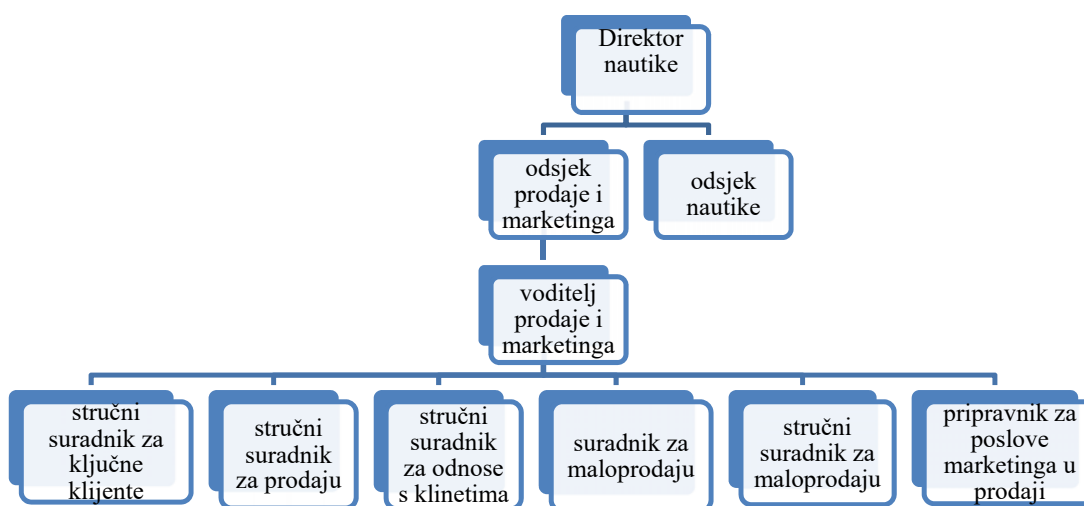 Direktor
nautike
odsjek
prodaje i
marketinga
odsjek
nautike
voditelj
prodaje i
marketinga
stručni
suradnik za
ključne
klijente
stručni
suradnik
za prodaju
stručni
suradnik
za odnose
s klinetima
suradnik za
maloprodaju
stručni
suradnik za
maloprodaju
pripravnik za
poslove
marketinga u
prodaji